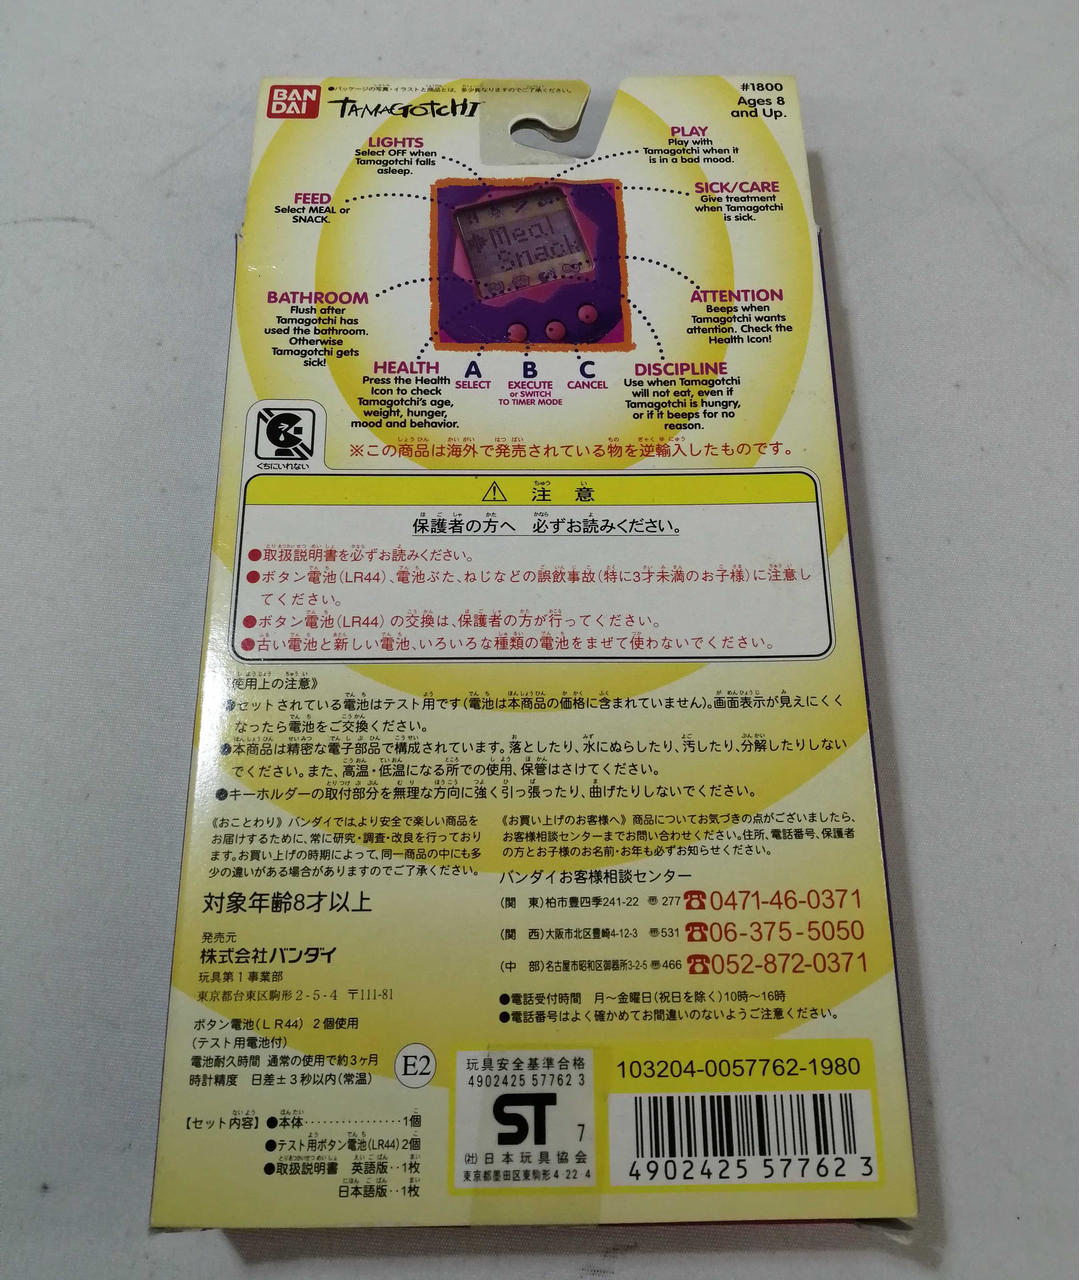 BAN
DAI
●パッケージの写真・イラストと商品とは、多少異なりますのでご了承ください。
TAMAGOTCHI
#1800
Ages 8
and Up.
LIGHTS
Select OFF when
Tamagotchi falls
asleep.
PLAY
Play with
Tamagotchi when it
is in a bad mood.
FEED
Select MEAL or
SNACK.
SICK/CARE
Give treatment
when Tamagotchi
is sick.
Meal
Snack
BATHROOM
Flush after
Tamagotchi has
used the bathroom.
Otherwise
Tamagotchi gets
sick!
ATTENTION
Beeps when
Tamagotchi wants
attention. Check the
Health Icon!
HEALTH
Press the Health
Icon to check
Tamagotchi's age,
weight, hunger,
mood and behavior.
A
SELECT
B
EXECUTE
or SWITCH
TO TIMER MODE
C
CANCEL
DISCIPLINE
Use when Tamagotchi
will not eat, even if
Tamagotchi is hungry,
or if it beeps for no
reason.
くちにいれない
※この商品は海外で発売されている物を逆輸入したものです。
注意
保護者の方へ 必ずお読みください。
●取扱説明書を必ずお読みください。
●ボタン電池(LR44)、電池ぶた、ねじなどの誤飲事故(特に3才未満のお子様)に注意し
てください。
●ボタン電池(LR44)の交換は、保護者の方が行ってください。
●古い電池と新しい電池、いろいろな種類の電池をまぜて使わないでください。
《使用上の注意》
●セットされている電池はテスト用です(電池は本商品の価格に含まれていません)。画面表示が見えにくく
なったら電池をご交換ください。
●本商品は精密な電子部品で構成されています。落としたり、水にぬらしたり、汚したり、分解したりしない
でください。また、高温・低温になる所での使用、保管はさけてください。
●キーホルダーの取付部分を無理な方向に強く引っ張ったり、曲げたりしないでください。
《おことわり》バンダイではより安全で楽しい商品を
お届けするために、常に研究・調査・改良を行っており
ます。お買い上げの時期によって、同一商品の中にも多
少の違いがある場合がありますのでご了承ください。
《お買い上げのお客様へ》商品についてお気づきの点がございましたら、
お客様相談センターまでお問い合わせください。住所、電話番号、保護者
の方とお子様のお名前・お年も必ずお知らせください。
バンダイお客様相談センター
(関 東)柏市豊四季241-22 〠277 ☎0471-46-0371
(関 西)大阪市北区豊崎4-12-3 〠531 ☎06-375-5050
(中 部)名古屋市昭和区御器所3-2-5 〠466 ☎052-872-0371
●電話受付時間 月〜金曜日(祝日を除く)10時〜16時
●電話番号はよく確かめてお間違いのないようご注意ください。
対象年齢8才以上
発売元
株式会社バンダイ
玩具第1事業部
東京都台東区駒形2-5-4 〒111-81
ボタン電池(LR44)2個使用
(テスト用電池付)
電池耐久時間 通常の使用で約3ヶ月
時計精度 日差±3秒以内(常温)
E2
【セット内容】●本体……………1個
●テスト用ボタン電池(LR44)2個
●取扱説明書 英語版‥1枚
日本語版‥1枚
玩具安全基準合格
4902425 57762 3
ST 7
(社)日本玩具協会
東京都墨田区東駒形4-22-4
103204-0057762-1980
4902425 577623